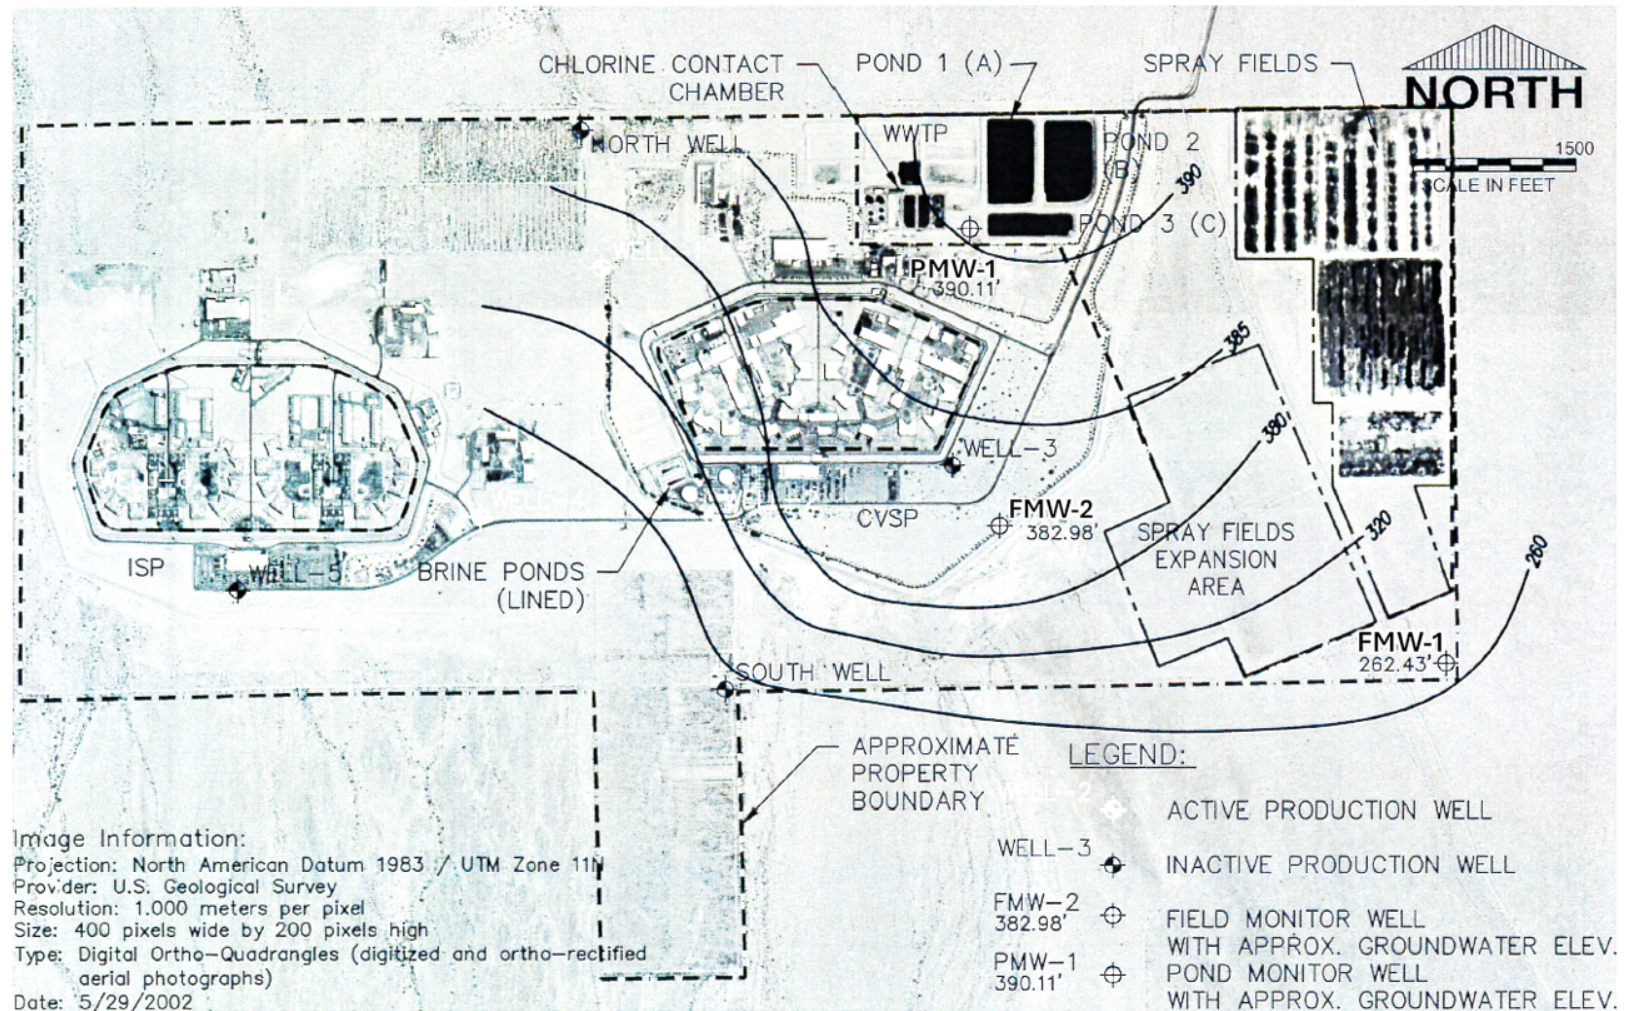 CHLORINE CONTACT
CHAMBER
POND 1 (A)
SPRAY FIELDS
NORTH
1500
SCALE IN FEET
NORTH WELL
WWTP
POND 2
(B)
390
POND 3 (C)
PMW-1
390.11'
385
380
WELL-3
FMW-2
382.98'
CVSP
SPRAY FIELDS
EXPANSION
AREA
320
260
ISP
WELL-5
BRINE PONDS
(LINED)
FMW-1
262.43'
SOUTH WELL
APPROXIMATE
PROPERTY
BOUNDARY
LEGEND:
ACTIVE PRODUCTION WELL
WELL-3
INACTIVE PRODUCTION WELL
FMW-2
382.98'
FIELD MONITOR WELL
WITH APPROX. GROUNDWATER ELEV.
PMW-1
390.11'
POND MONITOR WELL
WITH APPROX. GROUNDWATER ELEV.
Image Information:
Projection: North American Datum 1983 / UTM Zone 11N
Provider: U.S. Geological Survey
Resolution: 1.000 meters per pixel
Size: 400 pixels wide by 200 pixels high
Type: Digital Ortho-Quadrangles (digitized and ortho-rectified
aerial photographs)
Date: 5/29/2002